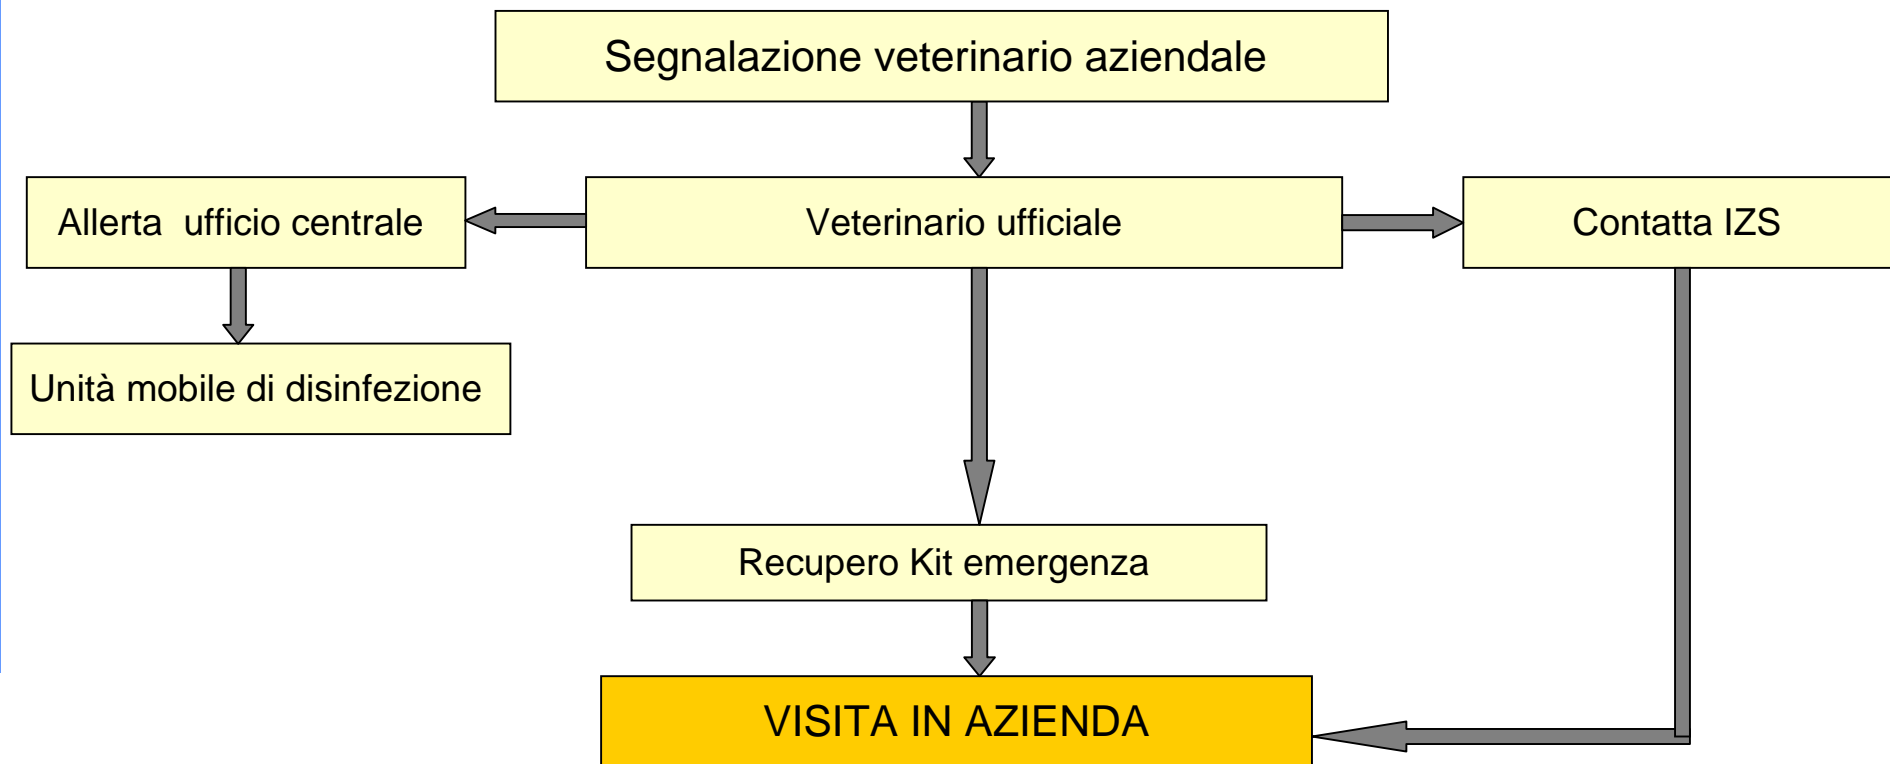 Segnalazione veterinario aziendale
Allerta  ufficio centrale
Veterinario ufficiale
Contatta IZS
Unità mobile di disinfezione
Recupero Kit emergenza
VISITA IN AZIENDA